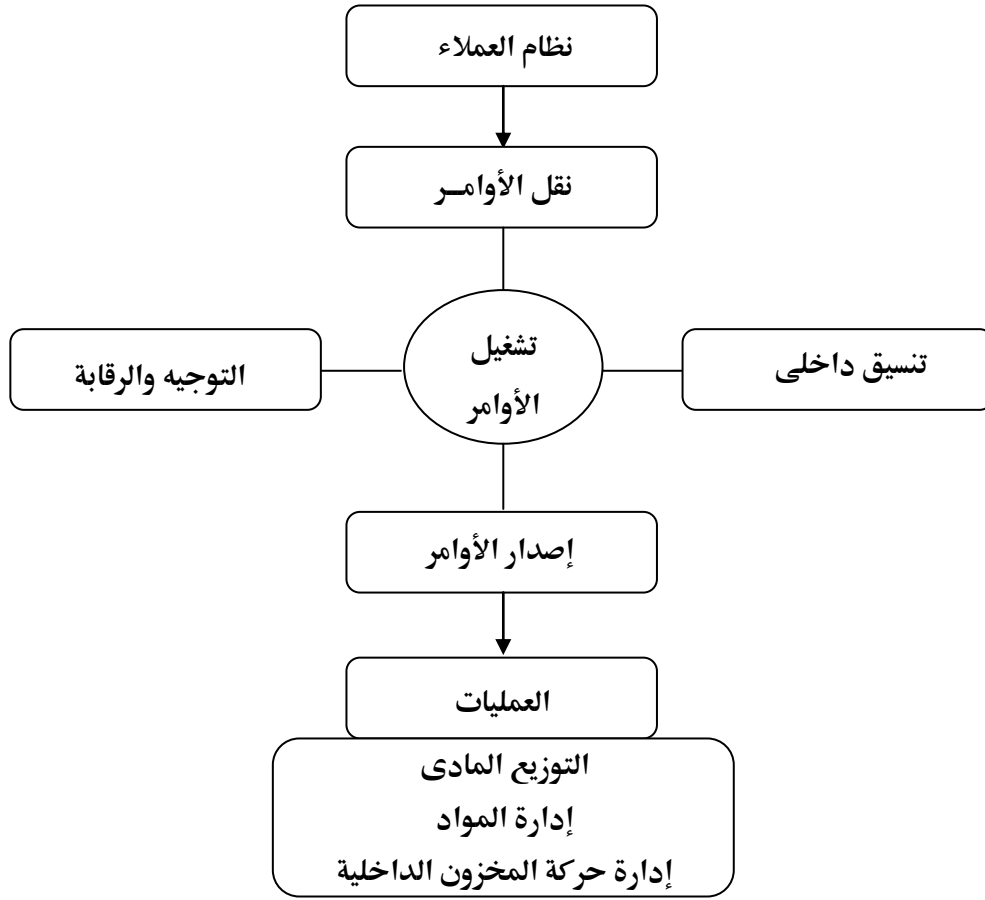 نظام العملاء
نقل الأوامــر
تنسيق داخلى
تشغيل
الأوامر
التوجيه والرقابة
إصدار الأوامر
العمليات
التوزيع المادى
إدارة المواد
إدارة حركة المخزون الداخلية